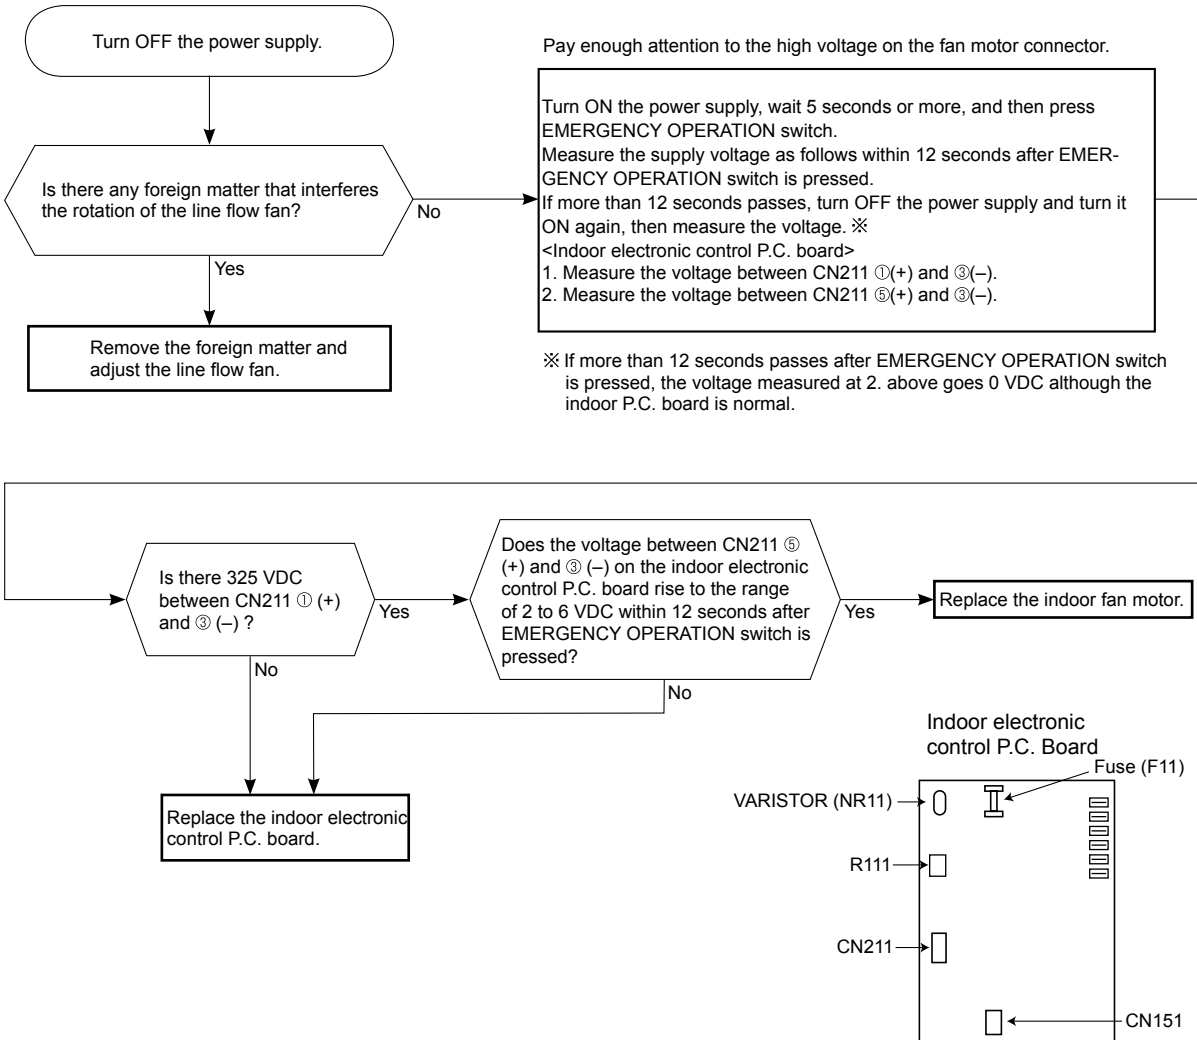 Turn OFF the power supply.
Is there any foreign matter that interferes
the rotation of the line flow fan?
No
Yes
Remove the foreign matter and
adjust the line flow fan.
Pay enough attention to the high voltage on the fan motor connector.
Turn ON the power supply, wait 5 seconds or more, and then press
EMERGENCY OPERATION switch.
Measure the supply voltage as follows within 12 seconds after EMER-
GENCY OPERATION switch is pressed.
If more than 12 seconds passes, turn OFF the power supply and turn it
ON again, then measure the voltage. ※
<Indoor electronic control P.C. board>
1. Measure the voltage between CN211 ①(+) and ③(–).
2. Measure the voltage between CN211 ⑤(+) and ③(–).
※ If more than 12 seconds passes after EMERGENCY OPERATION switch
is pressed, the voltage measured at 2. above goes 0 VDC although the
indoor P.C. board is normal.
Is there 325 VDC
between CN211 ① (+)
and ③ (–) ?
Yes
No
Does the voltage between CN211 ⑤
(+) and ③ (–) on the indoor electronic
control P.C. board rise to the range
of 2 to 6 VDC within 12 seconds after
EMERGENCY OPERATION switch is
pressed?
Yes
No
Replace the indoor fan motor.
Replace the indoor electronic
control P.C. board.
Indoor electronic
control P.C. Board
Fuse (F11)
VARISTOR (NR11)
R111
CN211
CN151